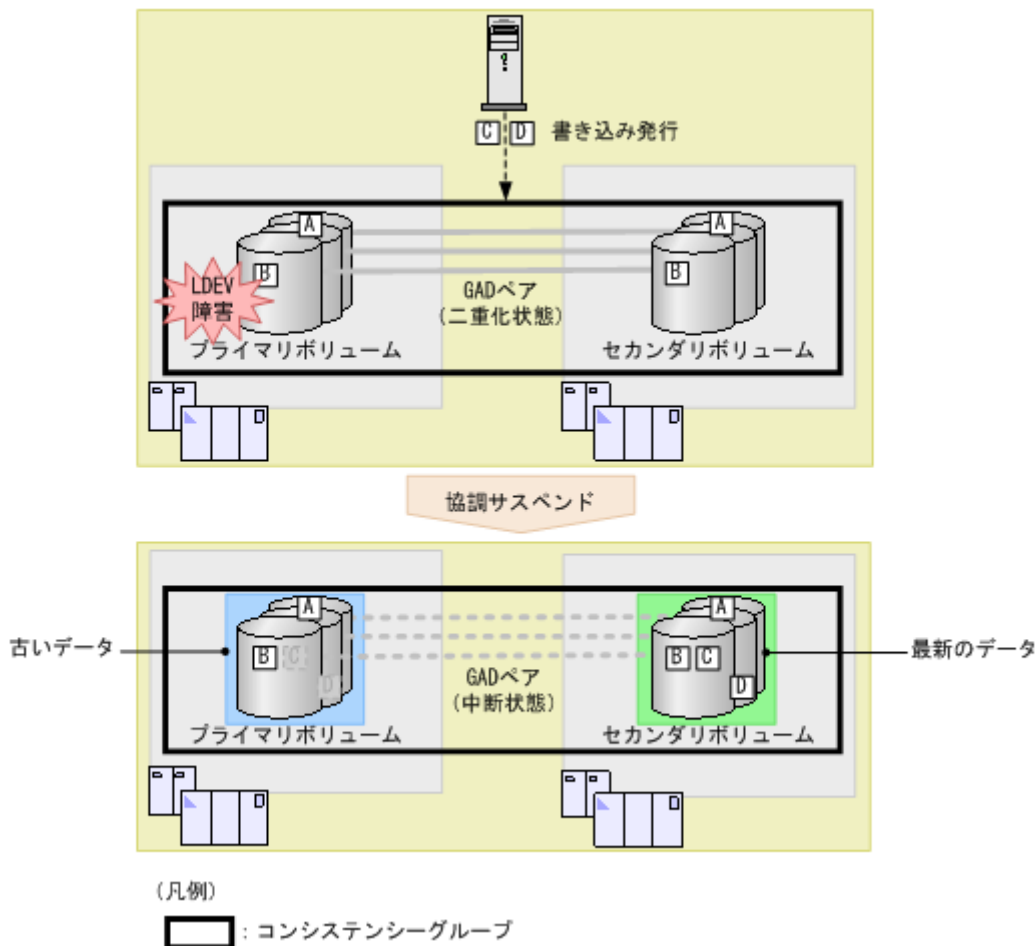 C D 書き込み発行
A
A
B
B
LDEV
障害
GADペア
(二重化状態)
プライマリボリューム
セカンダリボリューム
協調サスペンド
A
A
古いデータ
B C
B C
最新のデータ
D
D
GADペア
(中断状態)
プライマリボリューム
セカンダリボリューム
(凡例)
: コンシステンシーグループ